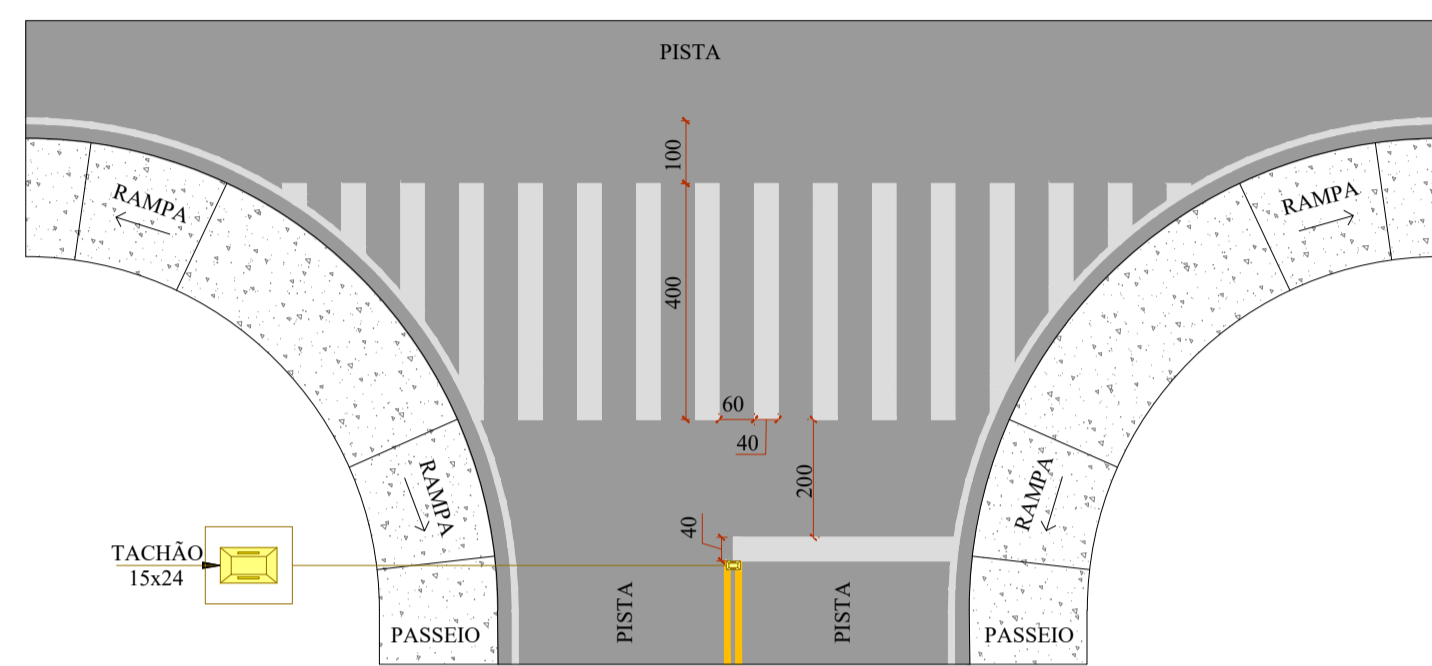 PISTA
100
RAMPA
RAMPA
400
60
40
200
RAMPA
RAMPA
40
TACHÃO
15x24
PISTA
PISTA
PASSEIO
PASSEIO